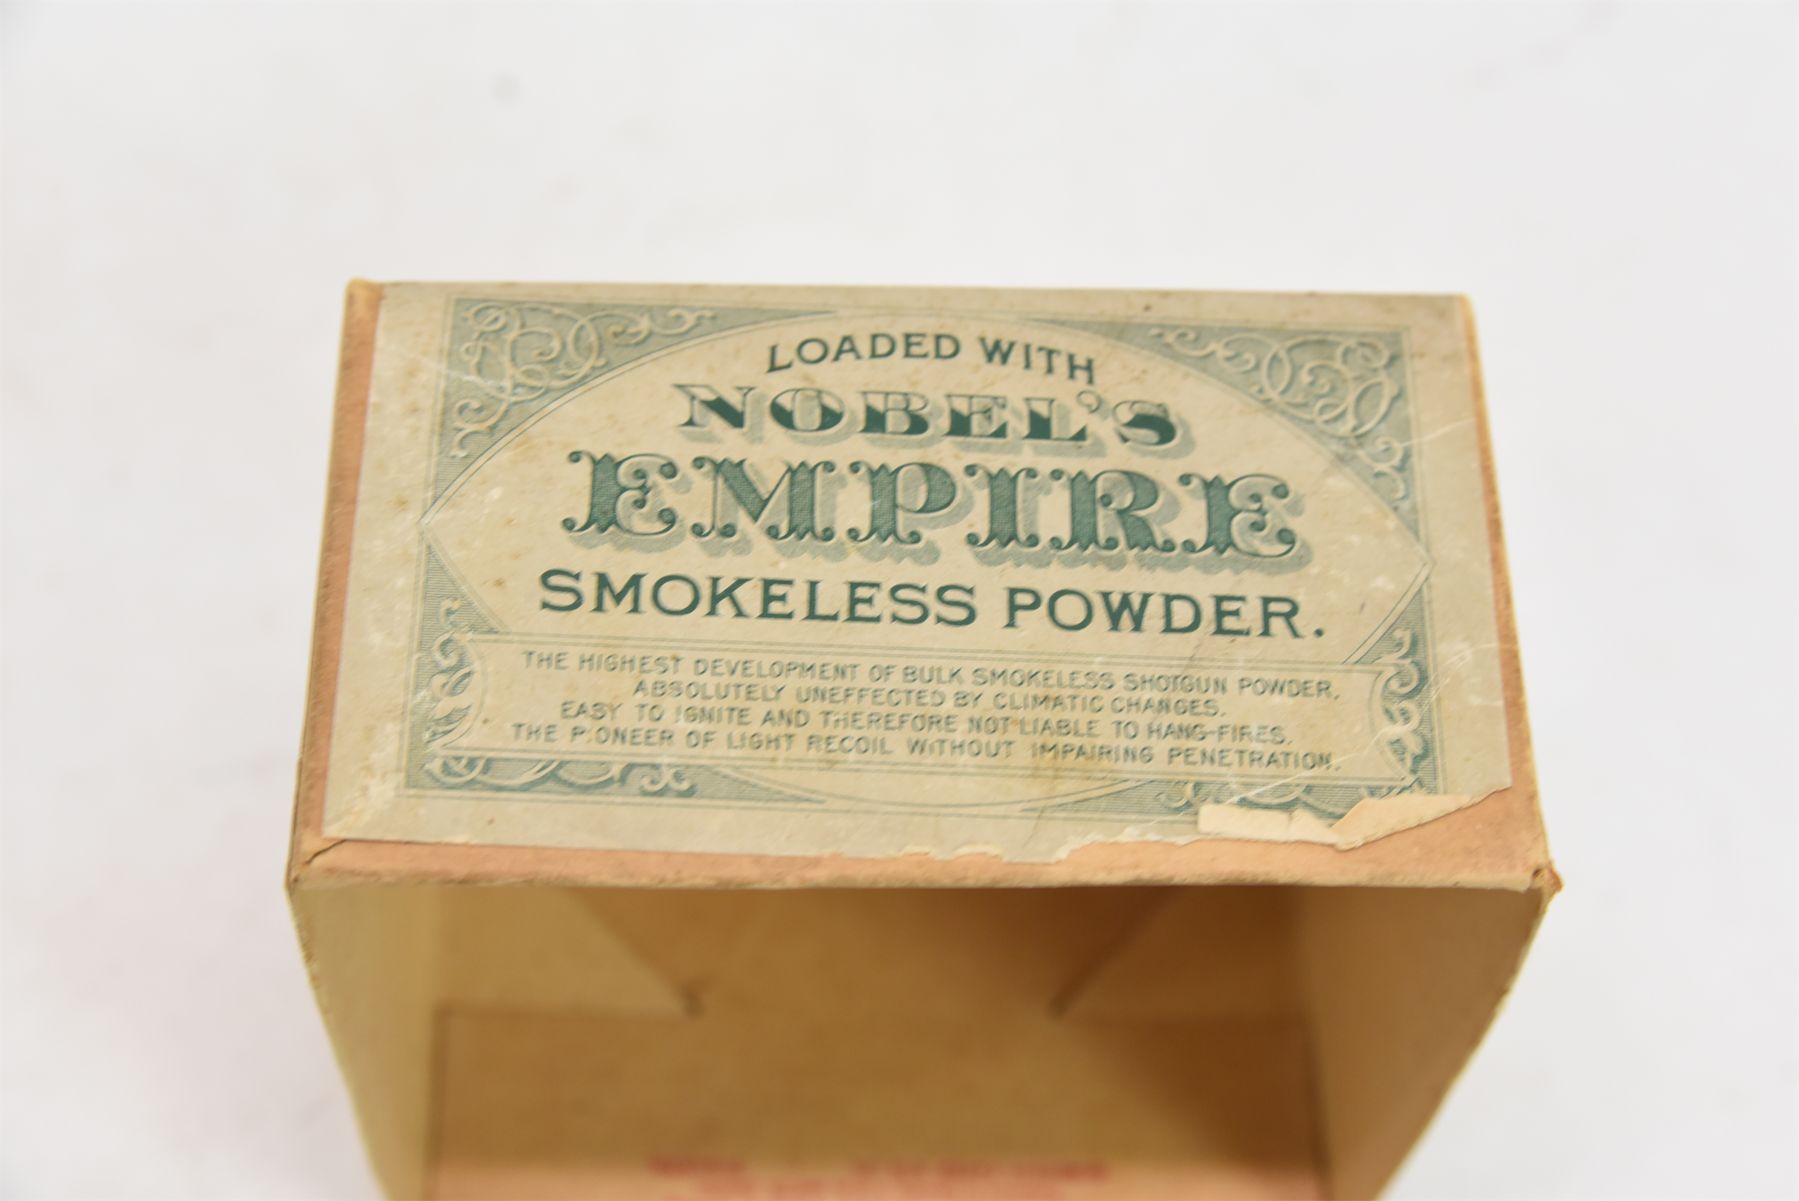 LOADED WITH
NOBEL'S
EMPIRE
SMOKELESS POWDER.
THE HIGHEST DEVELOPMENT OF BULK SMOKELESS SHOTGUN POWDER,
ABSOLUTELY UNEFFECTED BY CLIMATIC CHANGES.
EASY TO IGNITE AND THEREFORE NOT LIABLE TO HANG-FIRES.
THE PIONEER OF LIGHT RECOIL WITHOUT IMPAIRING PENETRATION.